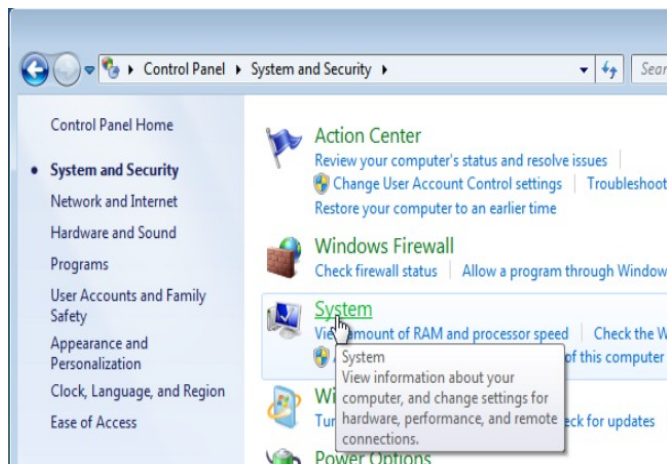 Control Panel
System and Security
Sear
Control Panel Home
System and Security
Network and Internet
Hardware and Sound
Programs
User Accounts and Family
Safety
Appearance and
Personalization
Clock, Language, and Region
Ease of Access
Action Center
Review your computer's status and resolve issues
Change User Account Control settings
Troubleshoot
Restore your computer to an earlier time
Windows Firewall
Check firewall status
Allow a program through Window
System
amount of RAM and processor speed
Check the W
of this computer
System
View information about your
computer, and change settings for
hardware, performance, and remote
connections.
Wi
Tur
eck for updates
Power Options